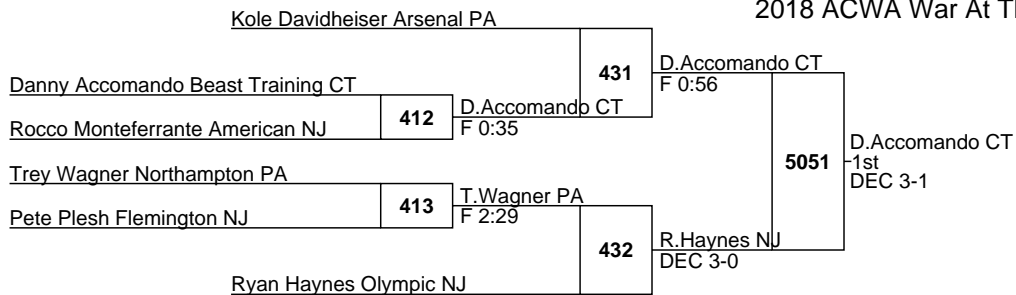 2018 ACWA War At Th
Kole Davidheiser Arsenal PA
431
D.Accomando CT
F 0:56
Danny Accomando Beast Training CT
412
D.Accomando CT
F 0:35
Rocco Monteferrante American NJ
5051
D.Accomando CT
1st
DEC 3-1
Trey Wagner Northampton PA
413
T.Wagner PA
F 2:29
Pete Plesh Flemington NJ
432
R.Haynes NJ
DEC 3-0
Ryan Haynes Olympic NJ